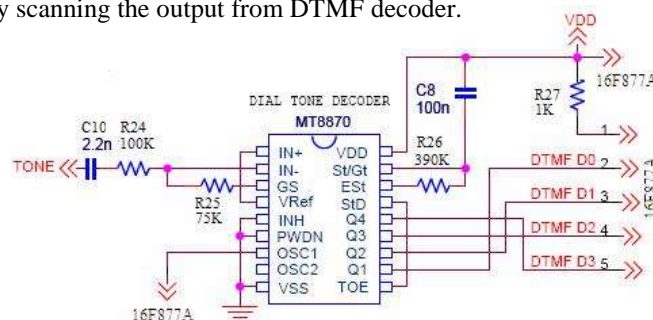 y scanning the output from DTMF decoder.
VDD
16F877A
C8
100n
R27
1K
DIAL TONE DECODER
MT8870
C10 R24
2.2n 100K
R26
390K
TONE
IN+
IN-
GS
VRef
INH
PWDN
OSC1
OSC2
VSS
VDD
St/Gt
ESt
StD
Q4
Q3
Q2
Q1
TOE
R25
75K
1
DTMF D0 2
DTMF D1 3
DTMF D2 4
DTMF D3 5
16F877A
16F877A